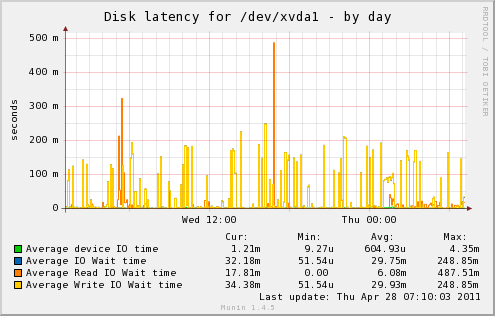 Disk latency for /dev/xvda1 - by day
RRDTOOL / TOBI OETIKER
seconds
500 m
400 m
300 m
200 m
100 m
0
Wed 12:00 Thu 00:00
Cur: Min: Avg: Max:
Average device IO time 1.21m 9.27u 604.93u 4.35m
Average IO Wait time 32.18m 51.54u 29.75m 248.85m
Average Read IO Wait time 17.81m 0.00 6.08m 487.51m
Average Write IO Wait time 34.38m 51.54u 29.93m 248.85m
Last update: Thu Apr 28 07:10:03 2011
Munin 1.4.5